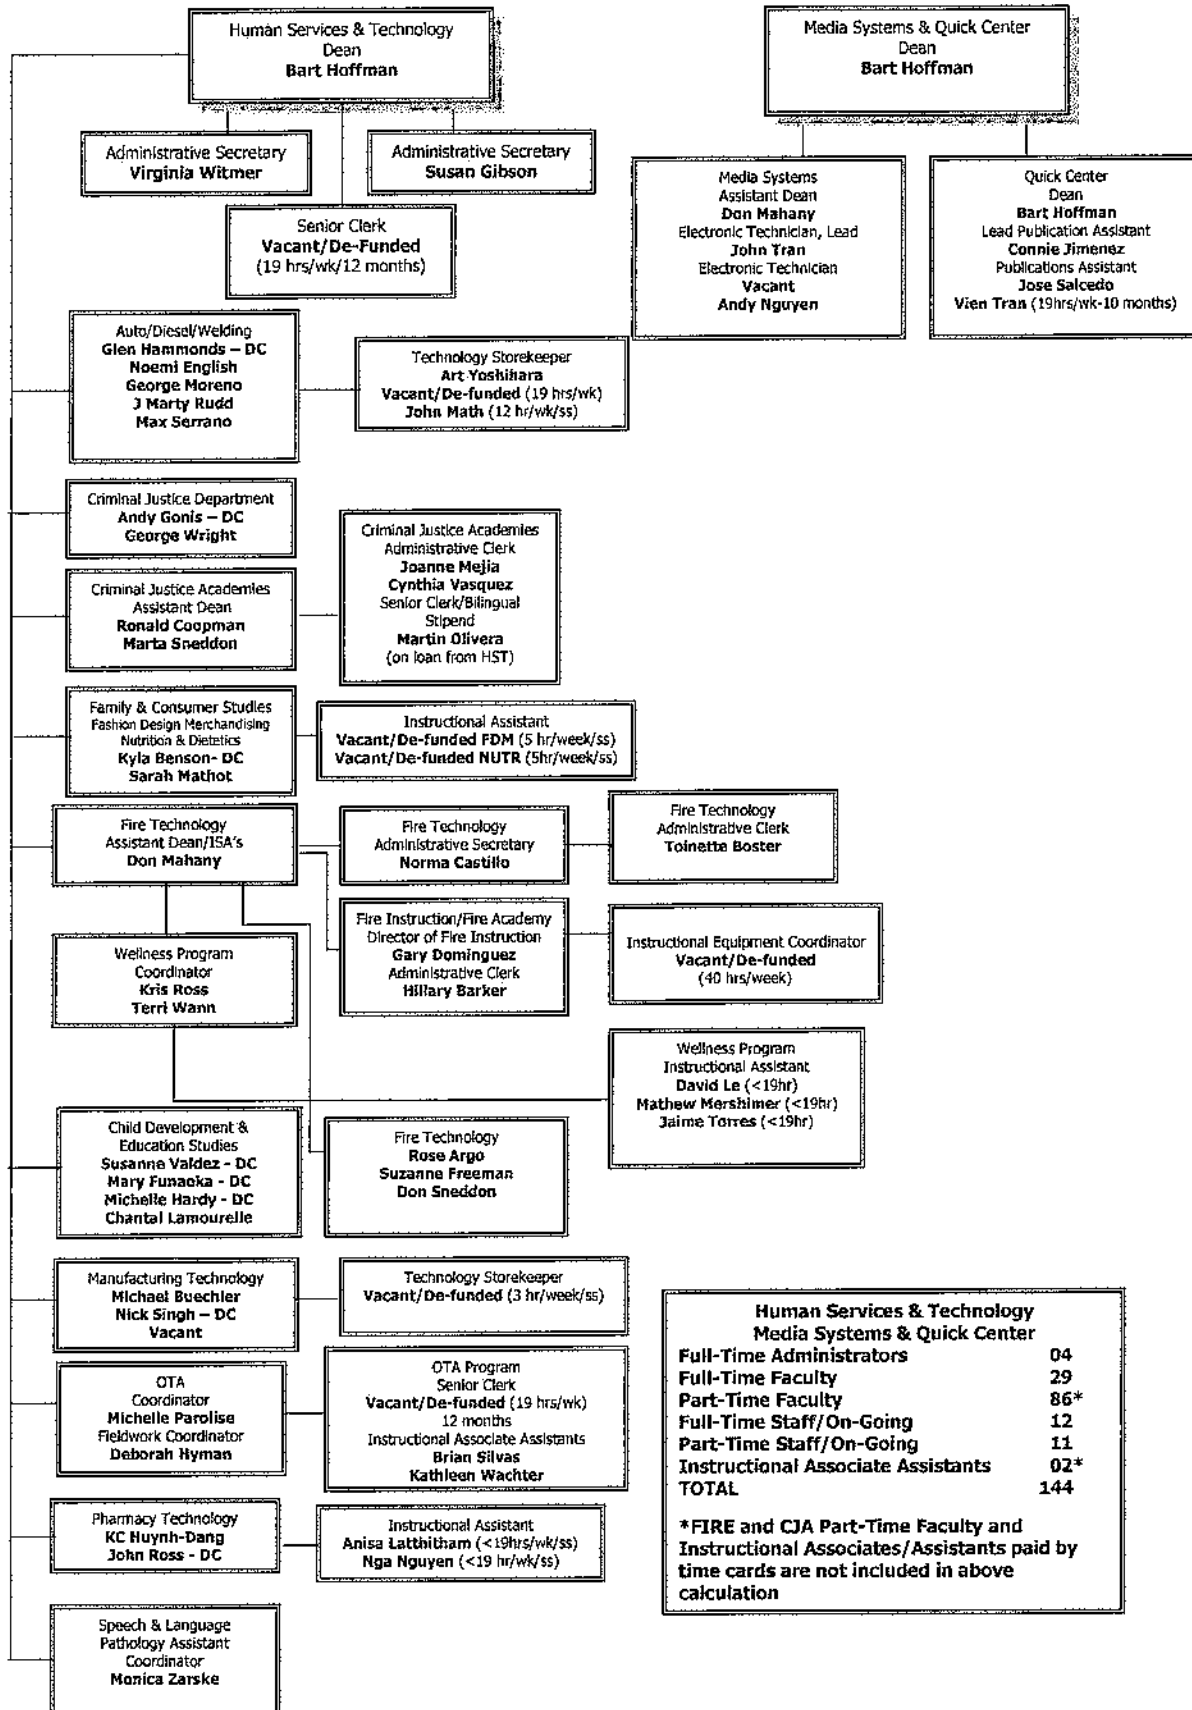 Human Services & Technology
Dean
Bart Hoffman
Media Systems & Quick Center
Dean
Bart Hoffman
Administrative Secretary
Virginia Witmer
Administrative Secretary
Susan Gibson
Senior Clerk
Vacant/De-Funded
(19 hrs/wk/12 months)
Media Systems
Assistant Dean
Don Mahany
Electronic Technician, Lead
John Tran
Electronic Technician
Vacant
Andy Nguyen
Quick Center
Dean
Bart Hoffman
Lead Publication Assistant
Connie Jimenez
Publications Assistant
Jose Salcedo
Vien Tran (19hrs/wk-10 months)
Auto/Diesel/Welding
Glen Hammonds – DC
Noemi English
George Moreno
J Marty Rudd
Max Serrano
Technology Storekeeper
Art Yoshihara
Vacant/De-funded (19 hrs/wk)
John Math (12 hr/wk/ss)
Criminal Justice Department
Andy Gonis – DC
George Wright
Criminal Justice Academies
Assistant Dean
Ronald Coopman
Marta Sneddon
Criminal Justice Academies
Administrative Clerk
Joanne Mejia
Cynthia Vasquez
Senior Clerk/Bilingual
Stipend
Martin Olivera
(on loan from HST)
Family & Consumer Studies
Fashion Design Merchandising
Nutrition & Dietetics
Kyla Benson- DC
Sarah Mathot
Instructional Assistant
Vacant/De-funded FDM (5 hr/week/ss)
Vacant/De-funded NUTR (5hr/week/ss)
Fire Technology
Assistant Dean/ISA's
Don Mahany
Fire Technology
Administrative Secretary
Norma Castillo
Fire Technology
Administrative Clerk
Toinette Boster
Wellness Program
Coordinator
Kris Ross
Terri Wann
Fire Instruction/Fire Academy
Director of Fire Instruction
Gary Dominguez
Administrative Clerk
Hillary Barker
Instructional Equipment Coordinator
Vacant/De-funded
(40 hrs/week)
Wellness Program
Instructional Assistant
David Le (<19hr)
Mathew Mershimer (<19hr)
Jaime Torres (<19hr)
Child Development &
Education Studies
Susanne Valdez - DC
Mary Funaoka - DC
Michelle Hardy - DC
Chantal Lamourelle
Fire Technology
Rose Argo
Suzanne Freeman
Don Sneddon
Manufacturing Technology
Michael Buechler
Nick Singh – DC
Vacant
Technology Storekeeper
Vacant/De-funded (3 hr/week/ss)
OTA
Coordinator
Michelle Parolise
Fieldwork Coordinator
Deborah Hyman
OTA Program
Senior Clerk
Vacant/De-funded (19 hrs/wk)
12 months
Instructional Associate Assistants
Brian Silvas
Kathleen Wachter
Pharmacy Technology
KC Huynh-Dang
John Ross - DC
Instructional Assistant
Anisa Latthitham (<19hrs/wk/ss)
Nga Nguyen (<19 hr/wk/ss)
Speech & Language
Pathology Assistant
Coordinator
Monica Zarske
Human Services & Technology
Media Systems & Quick Center
Full-Time Administrators 04
Full-Time Faculty 29
Part-Time Faculty 86*
Full-Time Staff/On-Going 12
Part-Time Staff/On-Going 11
Instructional Associate Assistants 02*
TOTAL 144
*FIRE and CJA Part-Time Faculty and
Instructional Associates/Assistants paid by
time cards are not included in above
calculation